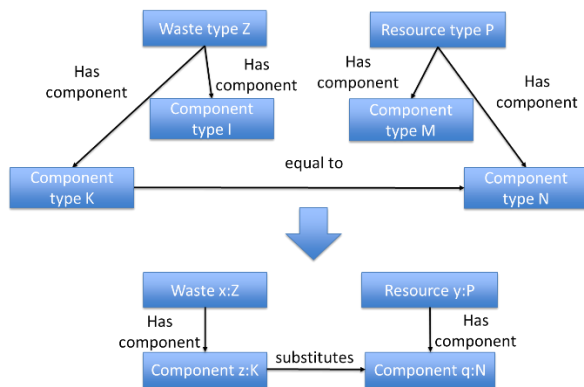 Waste type Z
Resource type P
Has
component
Has
component
Has
component
Has
component
Component
type I
Component
type M
equal to
Component
type K
Component
type N
Waste x:Z
Resource y:P
Has
component
Has
component
substitutes
Component z:K
Component q:N